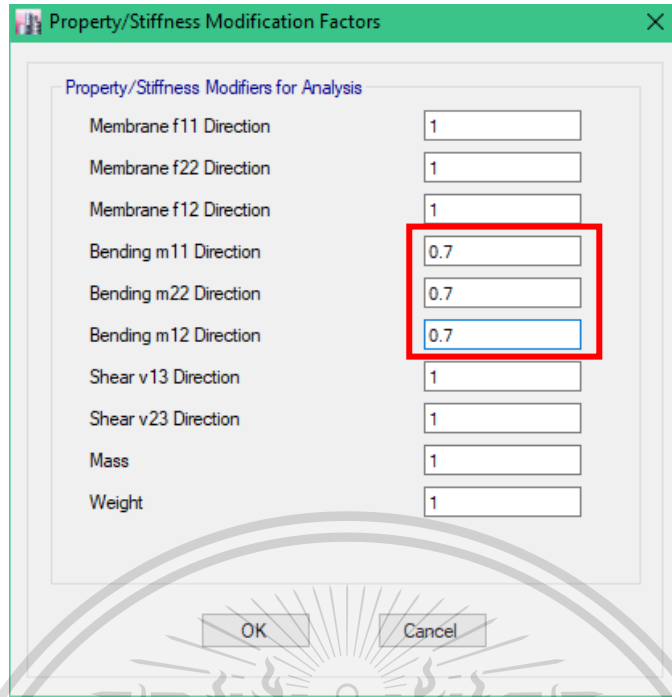 Property/Stiffness Modification Factors
Property/Stiffness Modifiers for Analysis
Membrane f11 Direction 1
Membrane f22 Direction 1
Membrane f12 Direction 1
Bending m11 Direction 0.7
Bending m22 Direction 0.7
Bending m12 Direction 0.7
Shear v13 Direction 1
Shear v23 Direction 1
Mass 1
Weight 1
OK Cancel